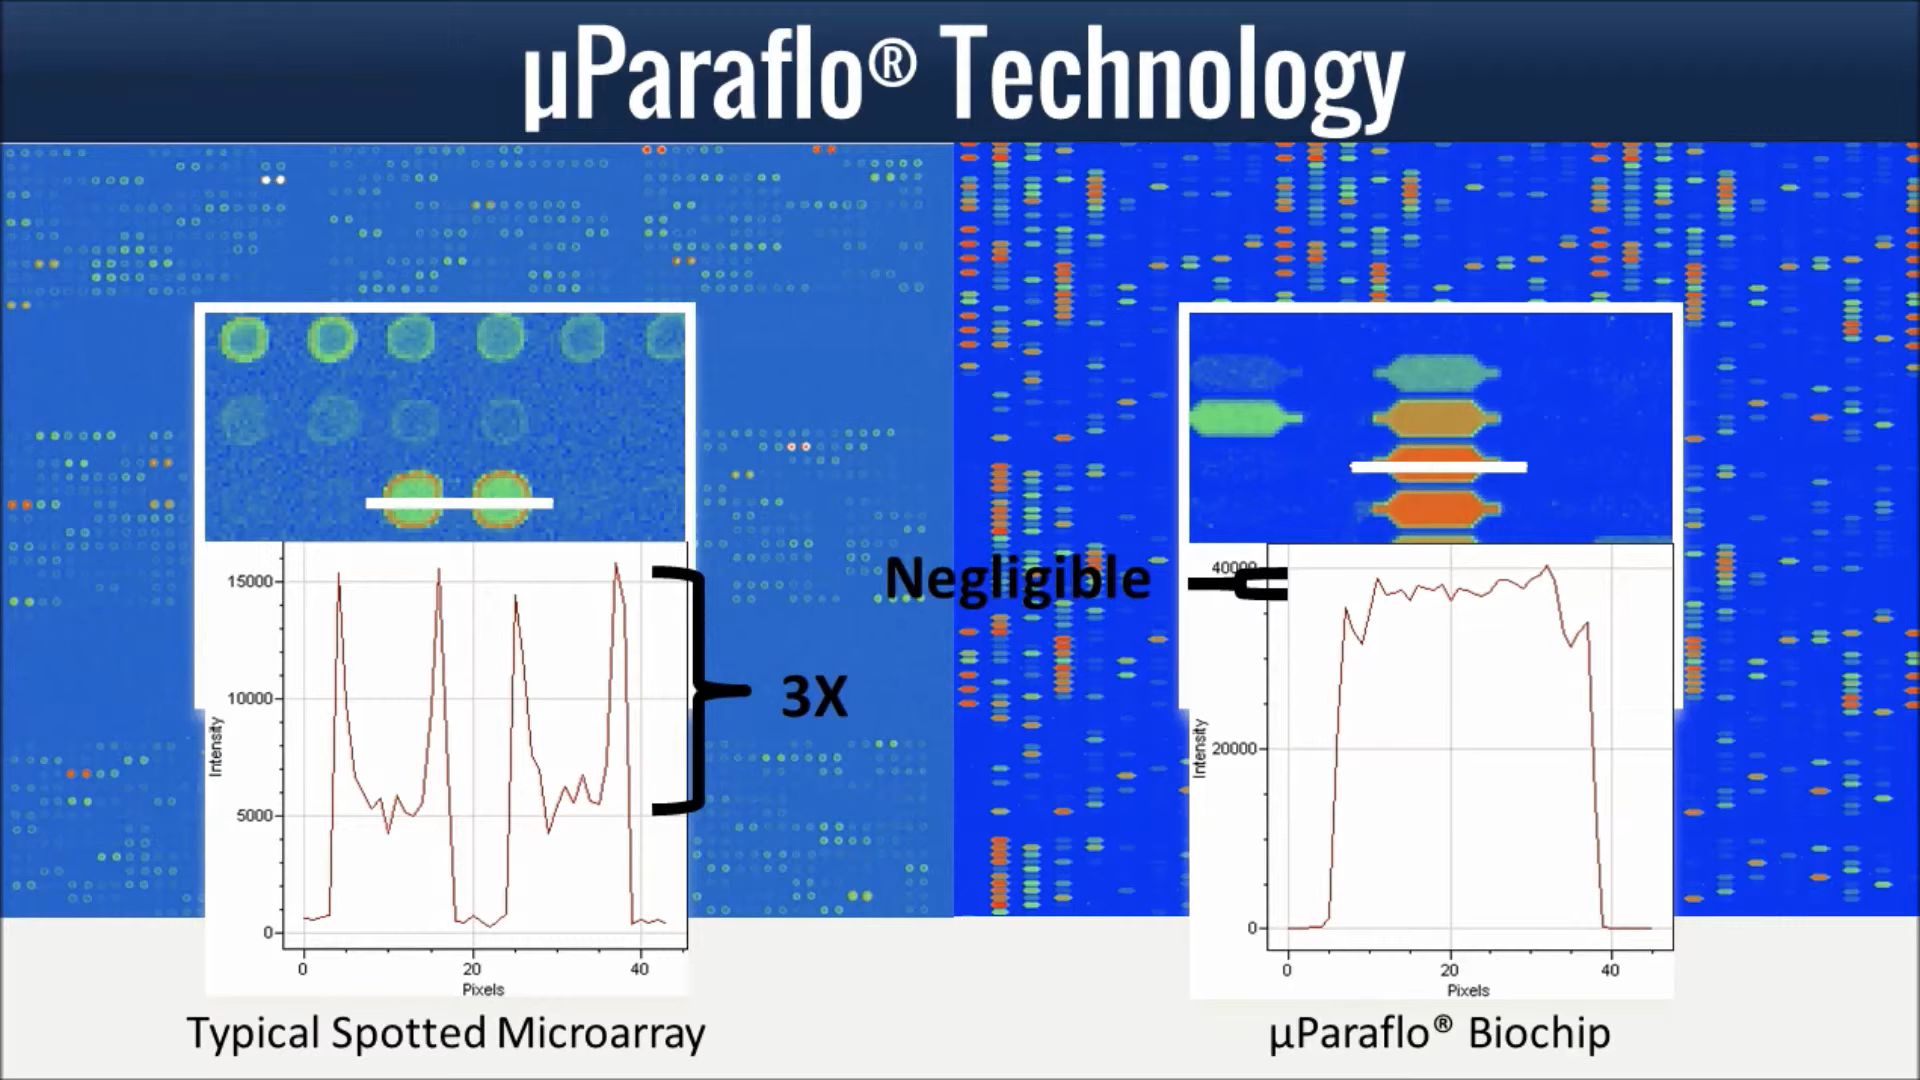 µParaflo® Technology
15000
10000
5000
0
Intensity
0 20 40
Pixels
3X
Negligible
40000
20000
0
Intensity
0 20 40
Pixels
Typical Spotted Microarray
µParaflo® Biochip